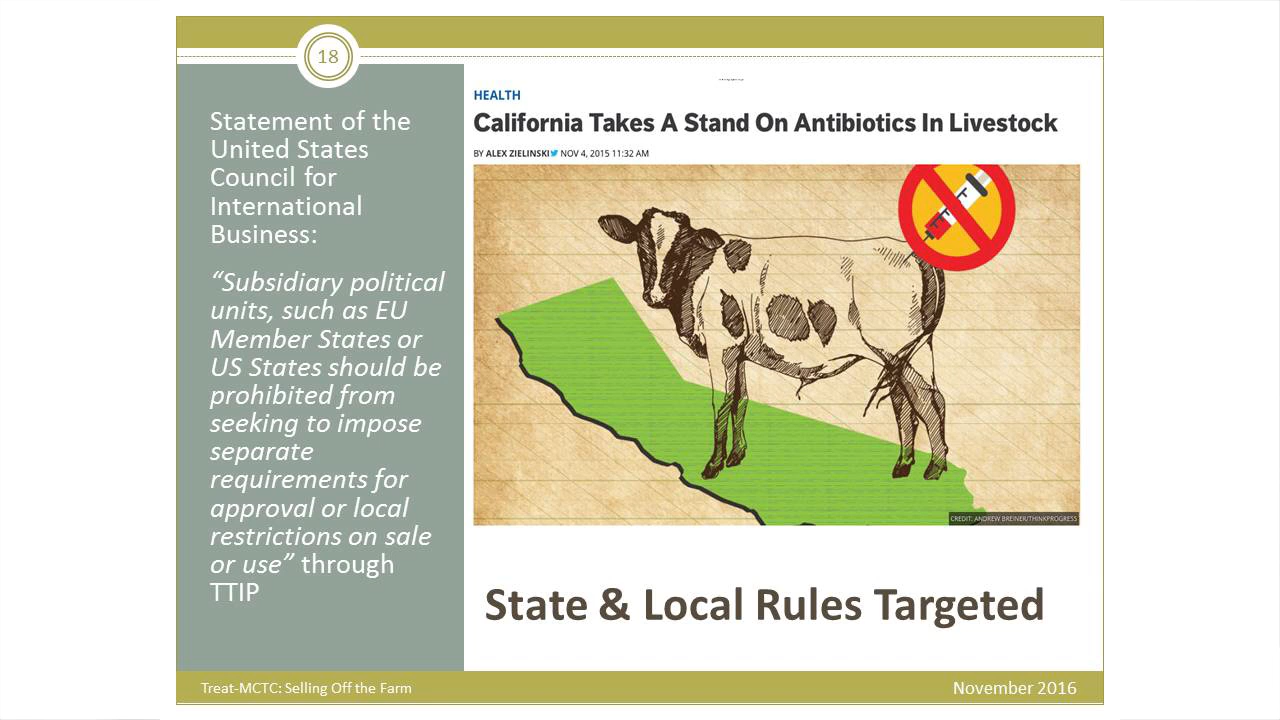 18
Statement of the
United States
Council for
International
Business:
“Subsidiary political
units, such as EU
Member States or
US States should be
prohibited from
seeking to impose
separate
requirements for
approval or local
restrictions on sale
or use” through
TTIP
HEALTH
California Takes A Stand On Antibiotics In Livestock
BY ALEX ZIELINSKI NOV 4, 2015 11:32 AM
CREDIT: ANDREW BREINER/THINKPROGRESS
State & Local Rules Targeted
Treat-MCTC: Selling Off the Farm
November 2016